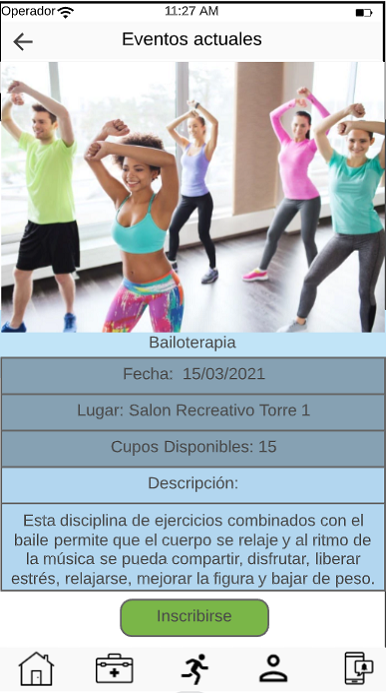 Operador 11:27 AM
Eventos actuales
Bailoterapia
Fecha: 15/03/2021
Lugar: Salon Recreativo Torre 1
Cupos Disponibles: 15
Descripción:
Esta disciplina de ejercicios combinados con el
baile permite que el cuerpo se relaje y al ritmo de
la música se pueda compartir, disfrutar, liberar
estrés, relajarse, mejorar la figura y bajar de peso.
Inscribirse